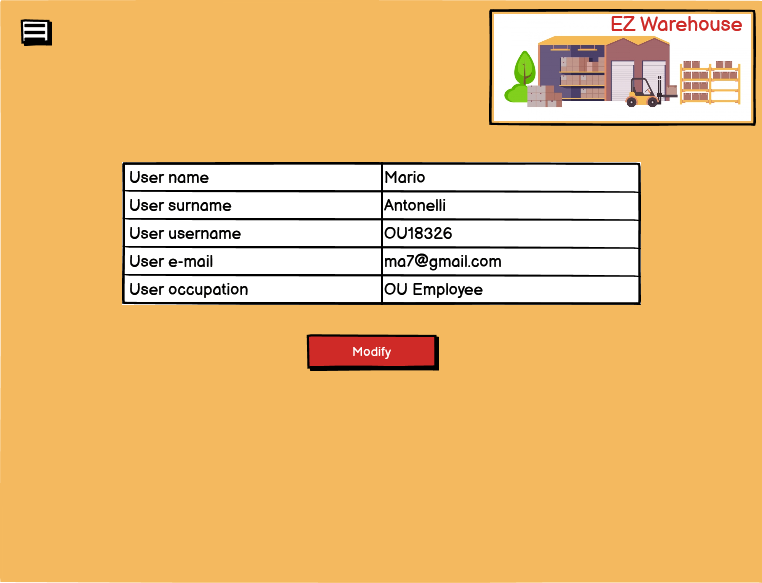 EZ Warehouse
User name Mario
User surname Antonelli
User username OU18326
User e-mail ma7@gmail.com
User occupation OU Employee
Modify